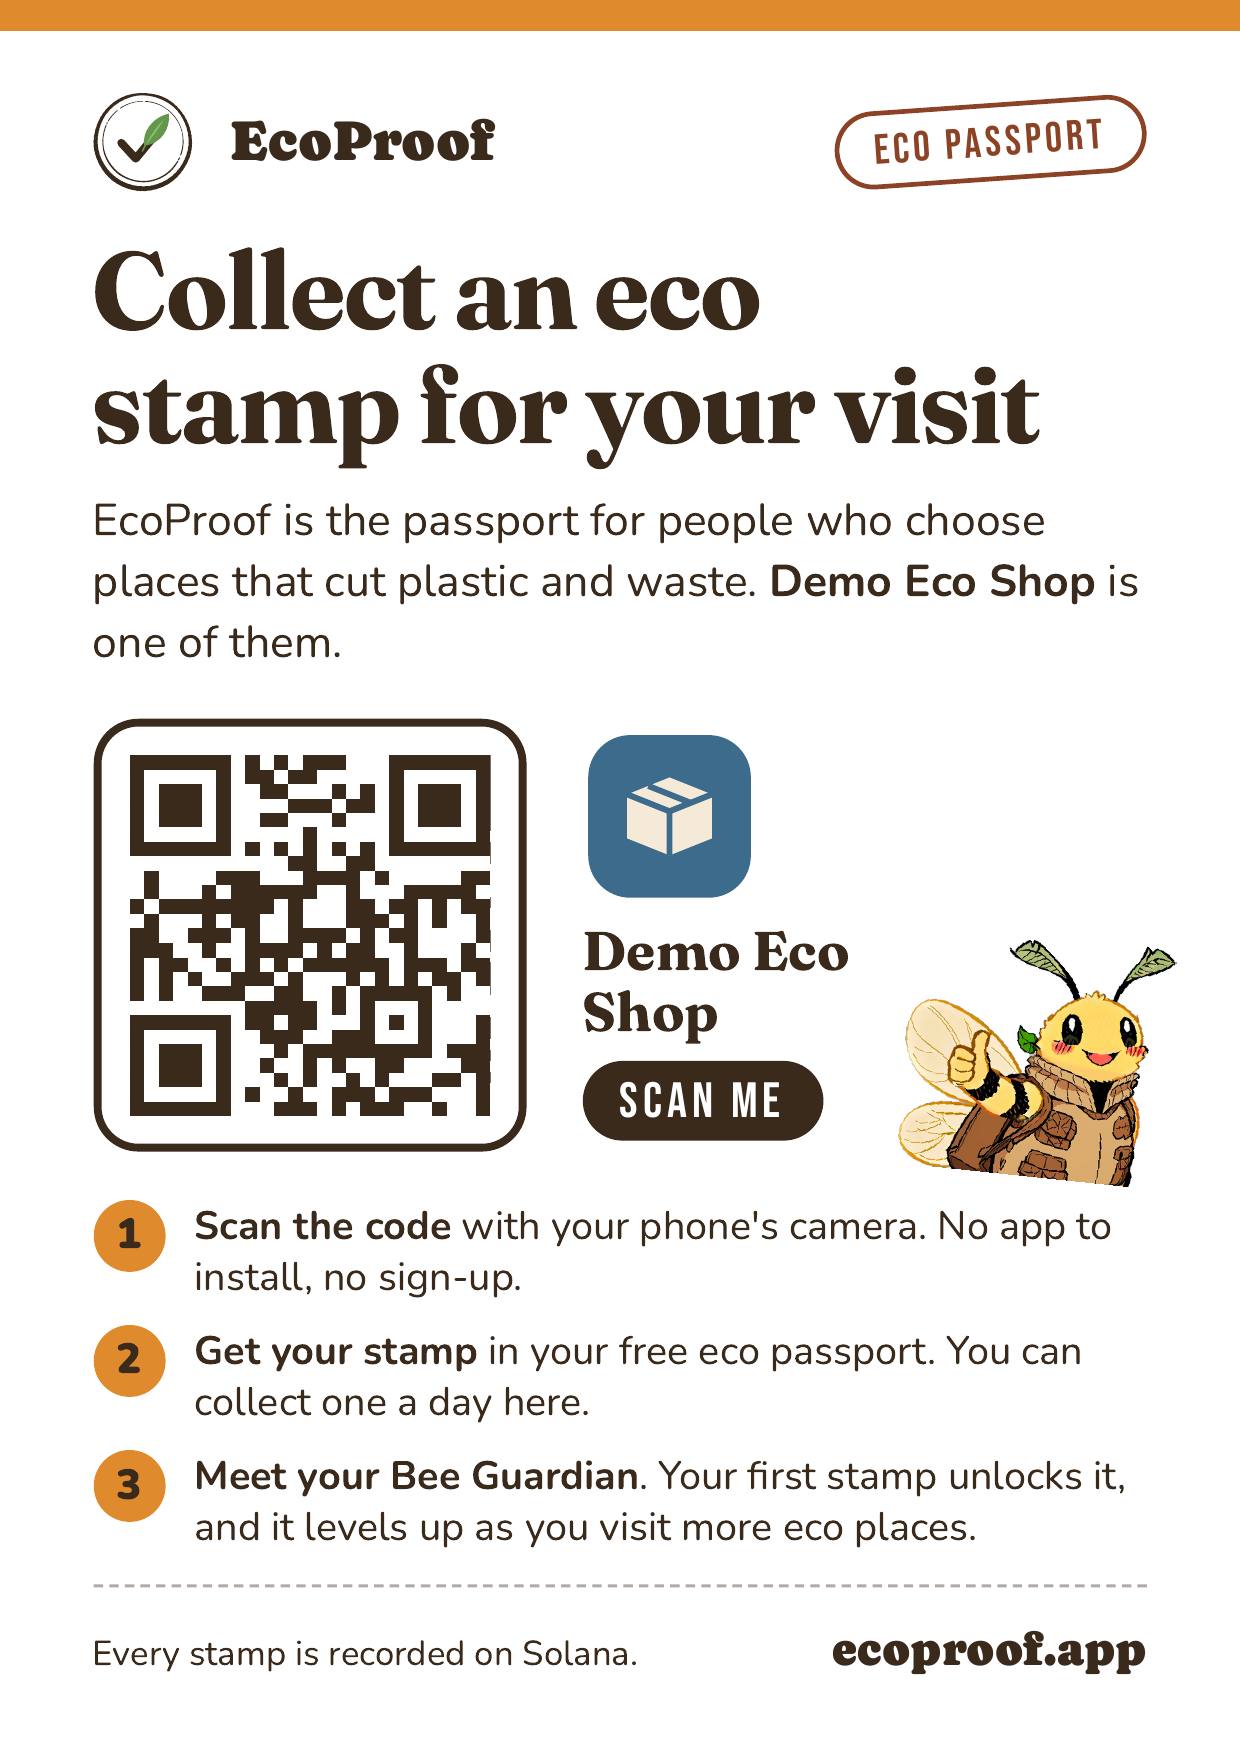 EcoProof
ECO PASSPORT
Collect an eco
stamp for your visit
EcoProof is the passport for people who choose
places that cut plastic and waste. Demo Eco Shop is
one of them.
Demo Eco
Shop
SCAN ME
1
Scan the code with your phone's camera. No app to
install, no sign-up.
2
Get your stamp in your free eco passport. You can
collect one a day here.
3
Meet your Bee Guardian. Your first stamp unlocks it,
and it levels up as you visit more eco places.
Every stamp is recorded on Solana.
ecoproof.app